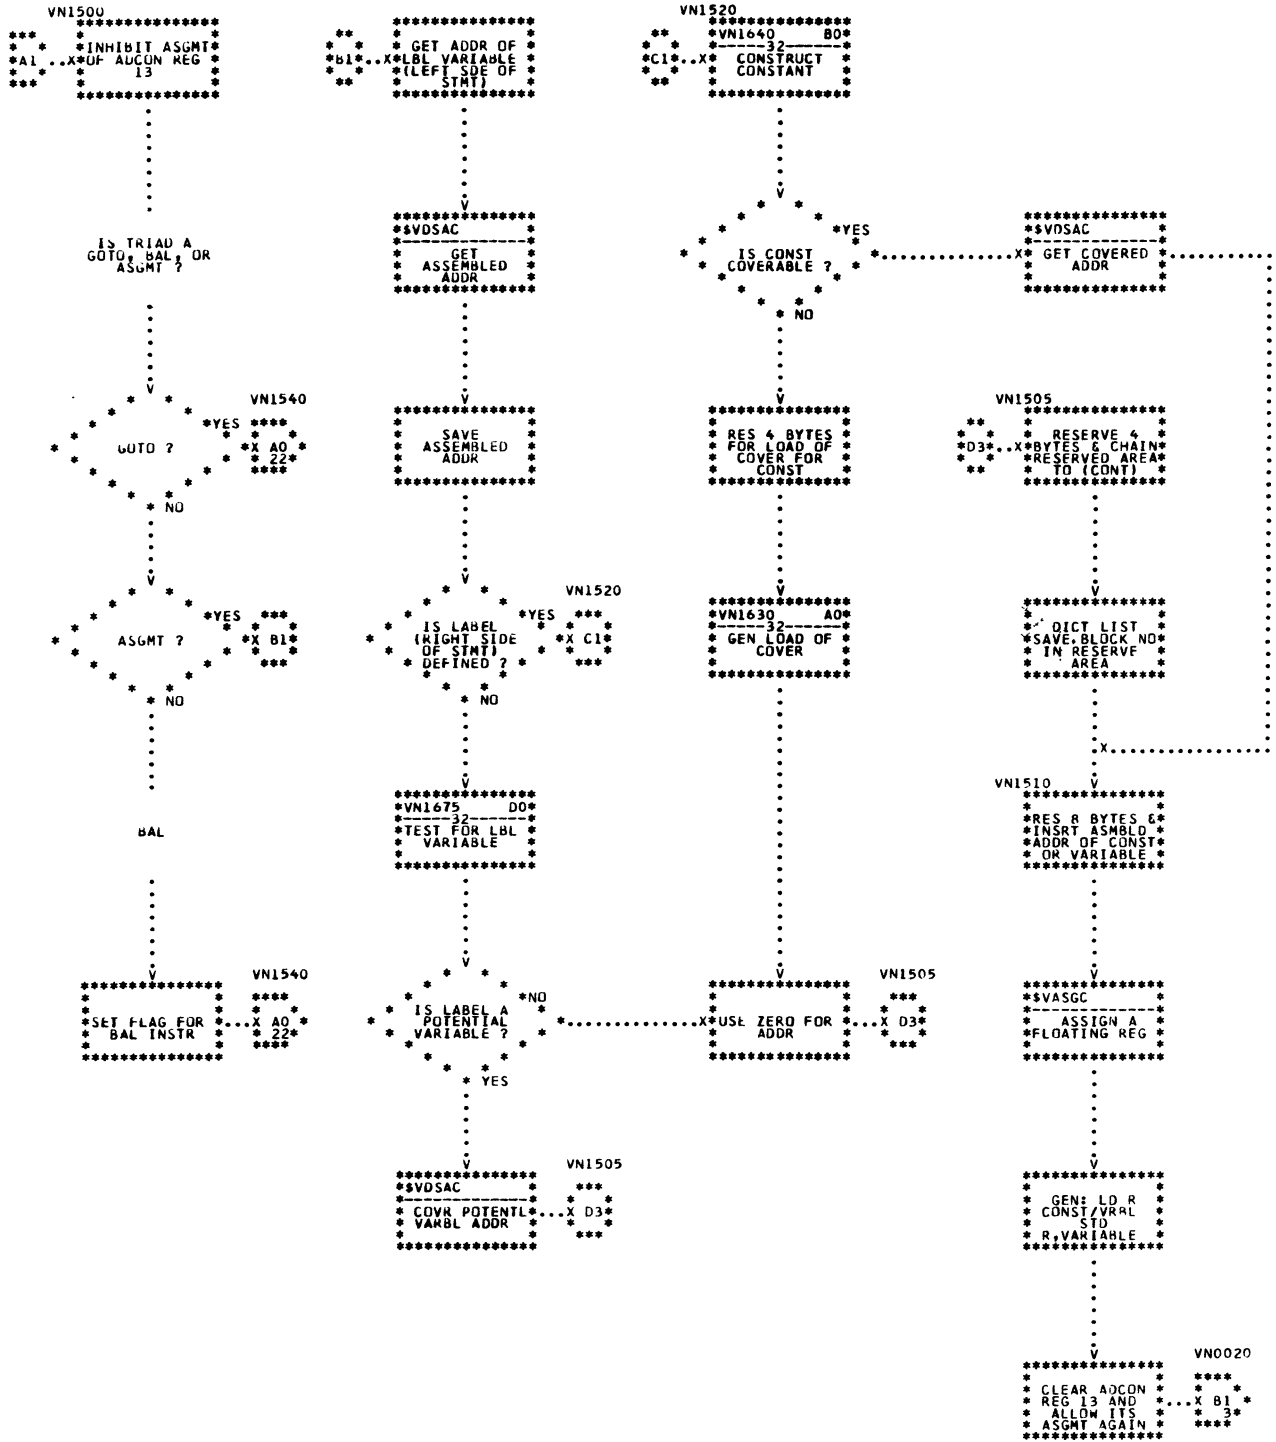 VN1500
A1
INHIBIT ASGMT
OF ADCON REG
13
IS TRIAD A
GOTO, BAL, OR
ASGMT ?
GOTO ?
YES
VN1540
A0
22
NO
ASGMT ?
YES
B1
NO
BAL
SET FLAG FOR
BAL INSTR
VN1540
A0
22
B1
GET ADDR OF
LBL VARIABLE
(LEFT SDE OF
STMT)
$VDSAC
GET
ASSEMBLED
ADDR
SAVE
ASSEMBLED
ADDR
IS LABEL
(RIGHT SIDE
OF STMT)
DEFINED ?
YES
VN1520
C1
NO
VN1675 D0
32
TEST FOR LBL
VARIABLE
IS LABEL A
POTENTIAL
VARIABLE ?
NO
YES
$VDSAC
COVR POTENTL
VARBL ADDR
VN1505
D3
VN1520
C1
VN1640 B0
32
CONSTRUCT
CONSTANT
IS CONST
COVERABLE ?
YES
NO
RES 4 BYTES
FOR LOAD OF
COVER FOR
CONST
VN1630 A0
32
GEN LOAD OF
COVER
USE ZERO FOR
ADDR
VN1505
D3
$VDSAC
GET COVERED
ADDR
VN1505
D3
RESERVE 4
BYTES & CHAIN
RESERVED AREA
TO (CONT)
DICT LIST
SAVE BLOCK NO
IN RESERVE
AREA
VN1510
RES 8 BYTES &
INSRT ASMBLD
ADDR OF CONST
OR VARIABLE
$VASGC
ASSIGN A
FLOATING REG
GEN: LD R
CONST/VRBL
STD
R,VARIABLE
CLEAR ADCON
REG 13 AND
ALLOW ITS
ASGMT AGAIN
VN0020
B1
3